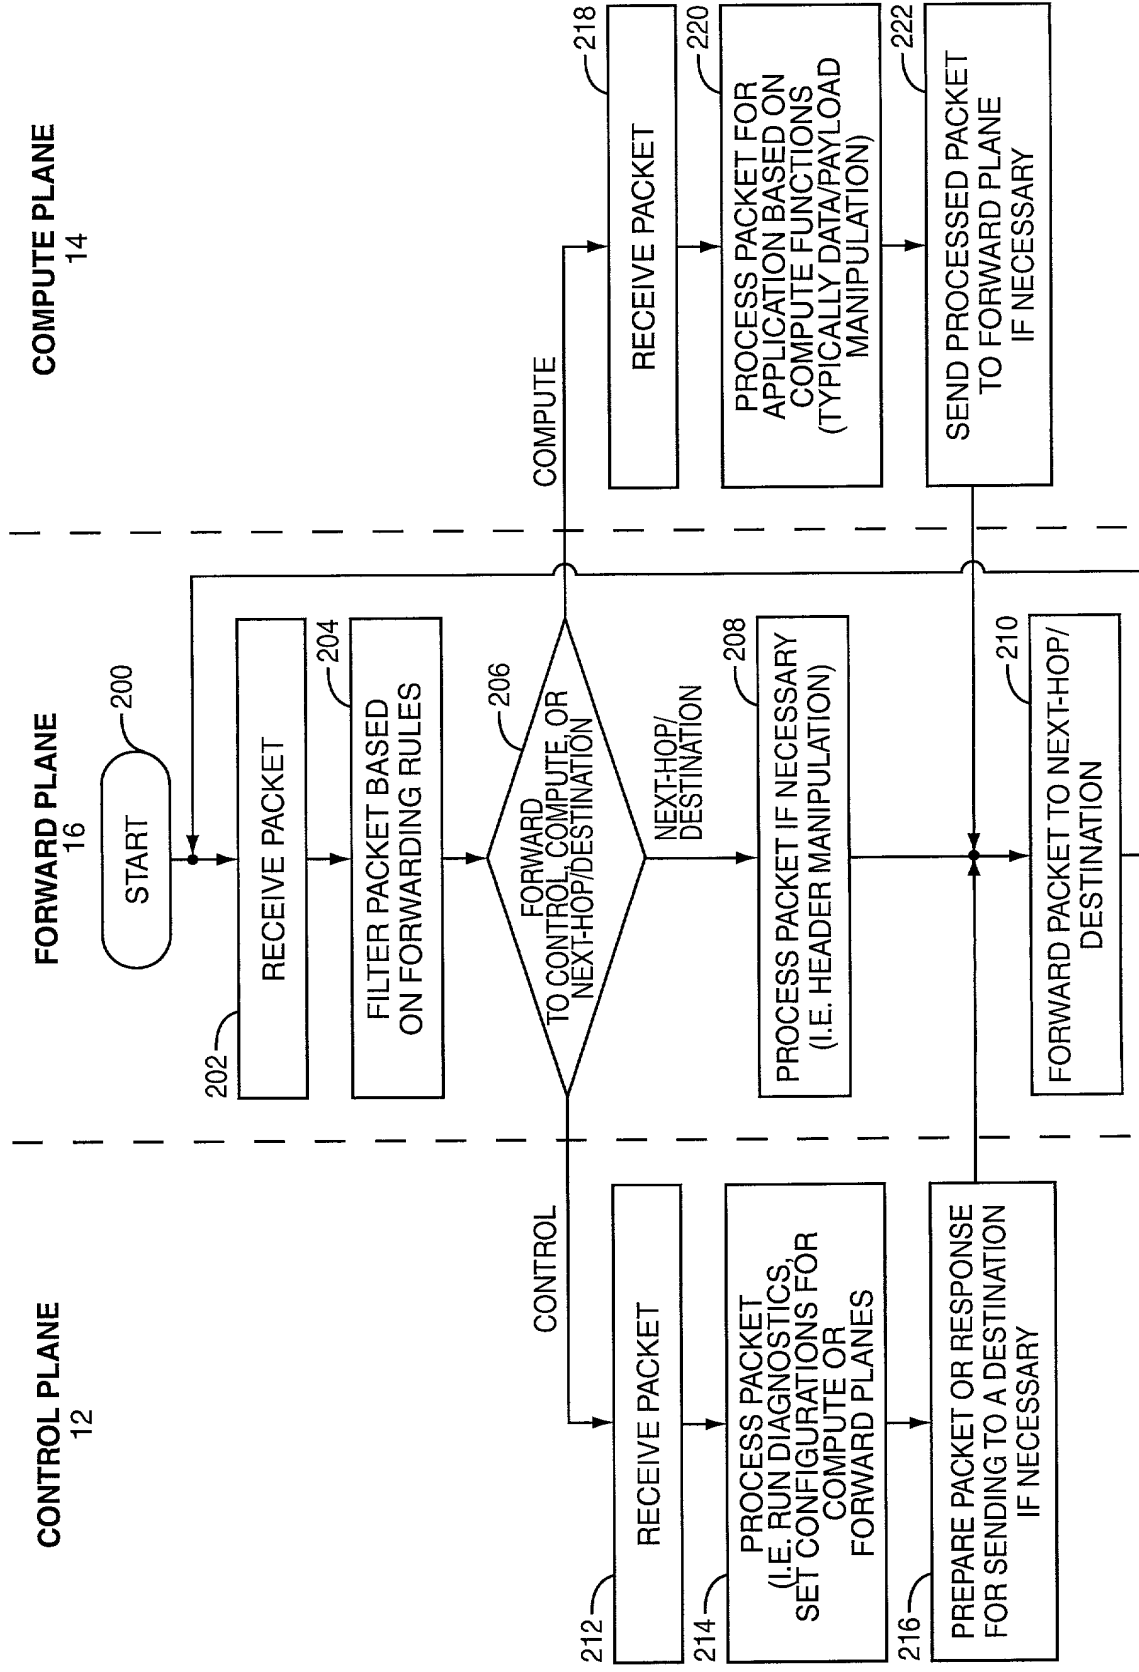 CONTROL PLANE
12
FORWARD PLANE
16
COMPUTE PLANE
14
START
200
RECEIVE PACKET
202
FILTER PACKET BASED
ON FORWARDING RULES
204
FORWARD
TO CONTROL, COMPUTE, OR
NEXT-HOP/DESTINATION
206
CONTROL
COMPUTE
NEXT-HOP/
DESTINATION
RECEIVE PACKET
212
PROCESS PACKET
(I.E. RUN DIAGNOSTICS,
SET CONFIGURATIONS FOR
COMPUTE OR
FORWARD PLANES
214
PREPARE PACKET OR RESPONSE
FOR SENDING TO A DESTINATION
IF NECESSARY
216
PROCESS PACKET IF NECESSARY
(I.E. HEADER MANIPULATION)
208
FORWARD PACKET TO NEXT-HOP/
DESTINATION
210
RECEIVE PACKET
218
PROCESS PACKET FOR
APPLICATION BASED ON
COMPUTE FUNCTIONS
(TYPICALLY DATA/PAYLOAD
MANIPULATION)
220
SEND PROCESSED PACKET
TO FORWARD PLANE
IF NECESSARY
222